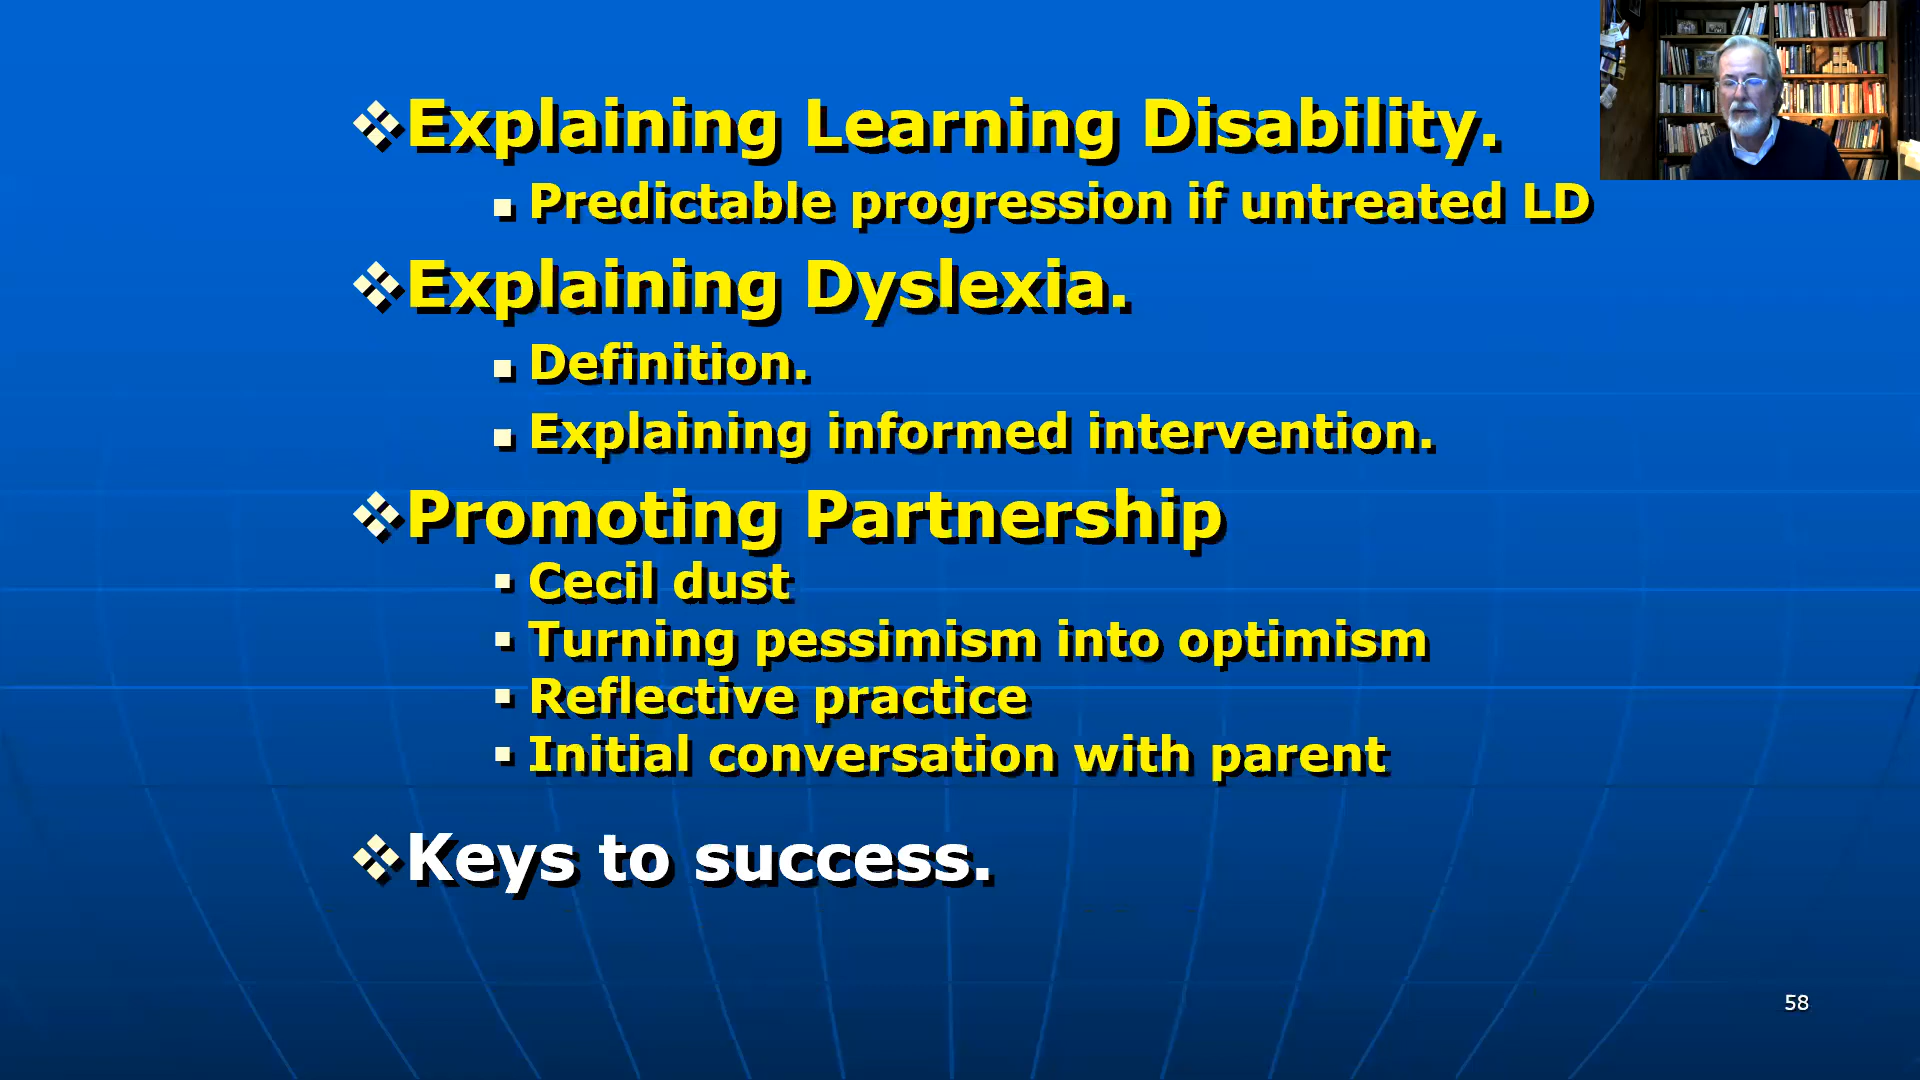 Explaining Learning Disability.
Predictable progression if untreated LD
Explaining Dyslexia.
Definition.
Explaining informed intervention.
Promoting Partnership
Cecil dust
Turning pessimism into optimism
Reflective practice
Initial conversation with parent
Keys to success.
58